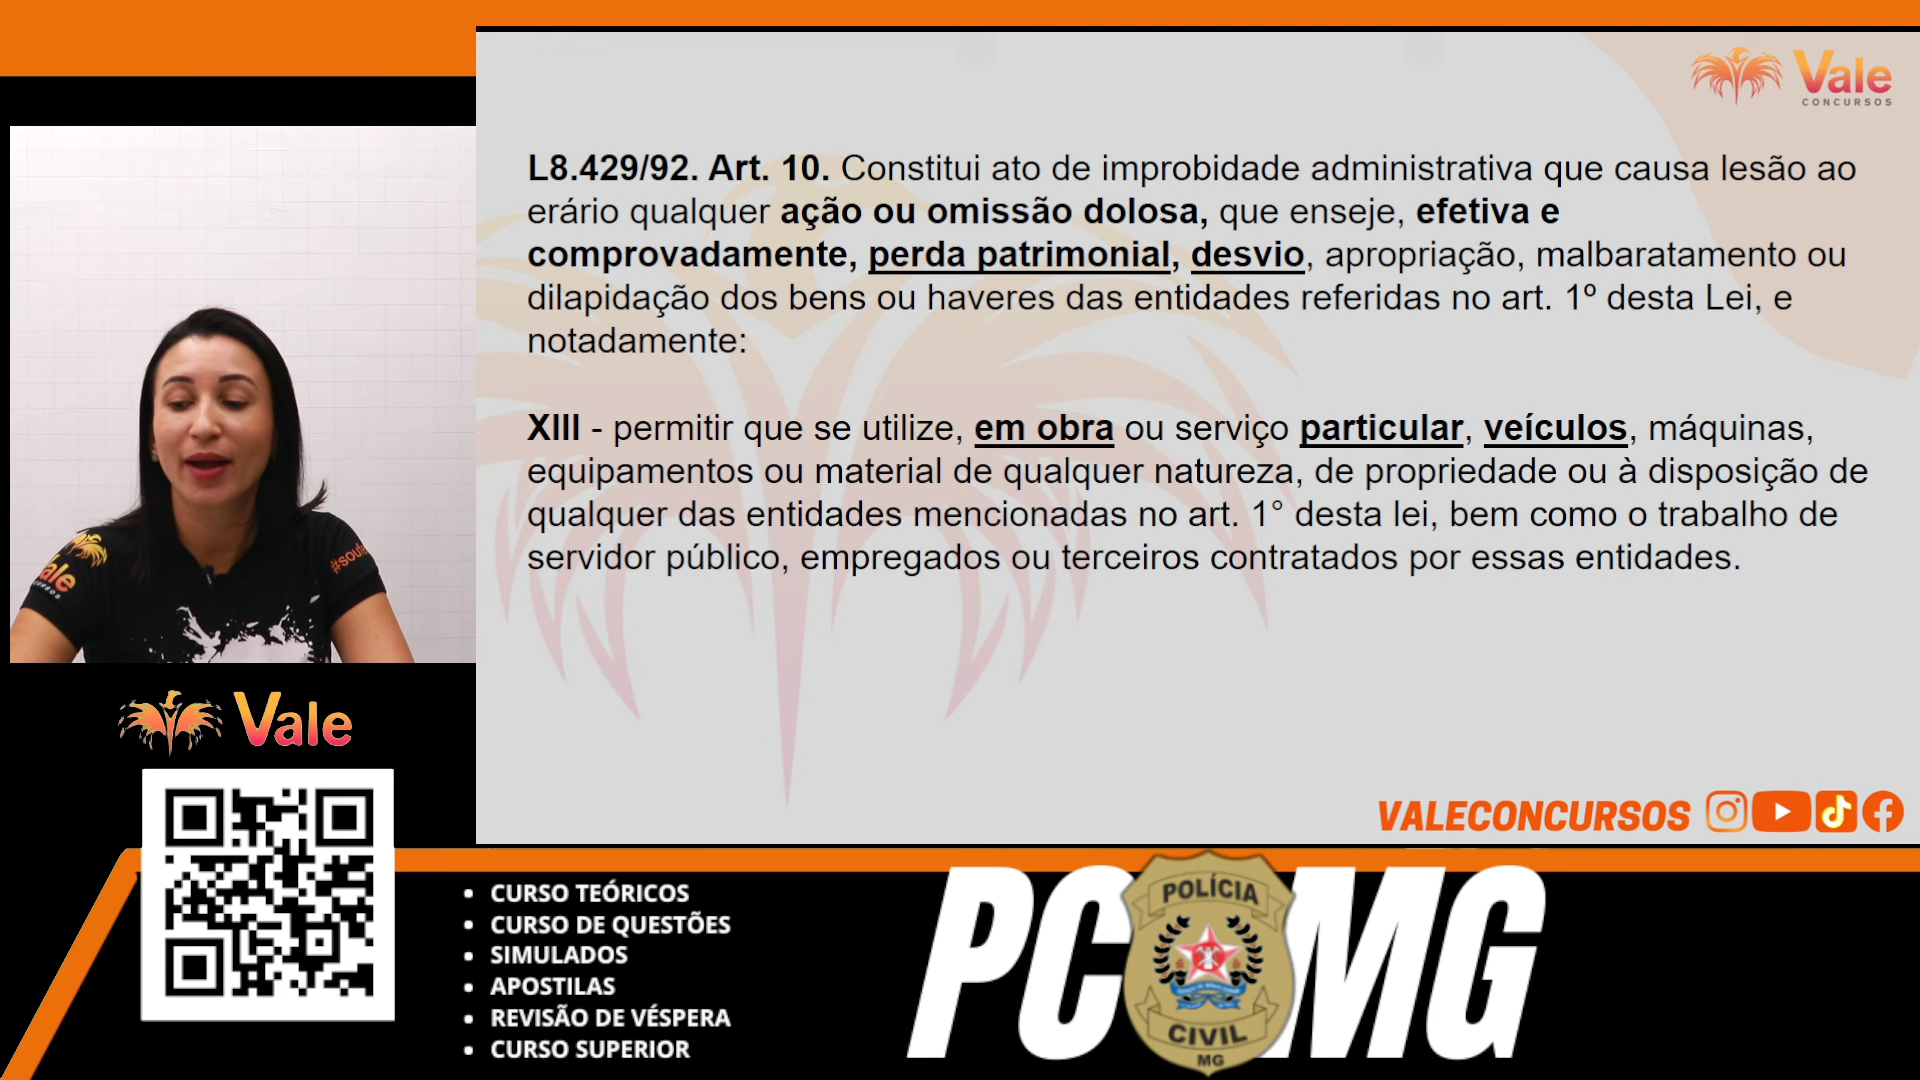 Vale
CONCURSOS
L8.429/92. Art. 10. Constitui ato de improbidade administrativa que causa lesão ao
erário qualquer ação ou omissão dolosa, que enseje, efetiva e
comprovadamente, perda patrimonial, desvio, apropriação, malbaratamento ou
dilapidação dos bens ou haveres das entidades referidas no art. 1º desta Lei, e
notadamente:
XIII - permitir que se utilize, em obra ou serviço particular, veículos, máquinas,
equipamentos ou material de qualquer natureza, de propriedade ou à disposição de
qualquer das entidades mencionadas no art. 1° desta lei, bem como o trabalho de
servidor público, empregados ou terceiros contratados por essas entidades.
Vale
VALECONCURSOS
• CURSO TEÓRICOS
• CURSO DE QUESTÕES
• SIMULADOS
• APOSTILAS
• REVISÃO DE VÉSPERA
• CURSO SUPERIOR
PC MG
POLÍCIA
CIVIL
MG